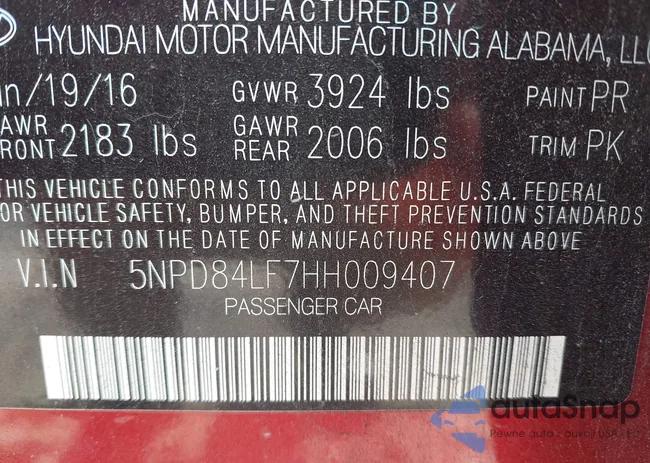 MANUFACTURED BY
HYUNDAI MOTOR MANUFACTURING ALABAMA, LLC
/19/16 GVWR 3924 lbs PAINT PR
GAWR FRONT 2183 lbs GAWR REAR 2006 lbs TRIM PK
THIS VEHICLE CONFORMS TO ALL APPLICABLE U.S.A. FEDERAL
OR VEHICLE SAFETY, BUMPER, AND THEFT PREVENTION STANDARDS
IN EFFECT ON THE DATE OF MANUFACTURE SHOWN ABOVE
V.I.N 5NPD84LF7HH009407
PASSENGER CAR
autoSnap
Pewne auta